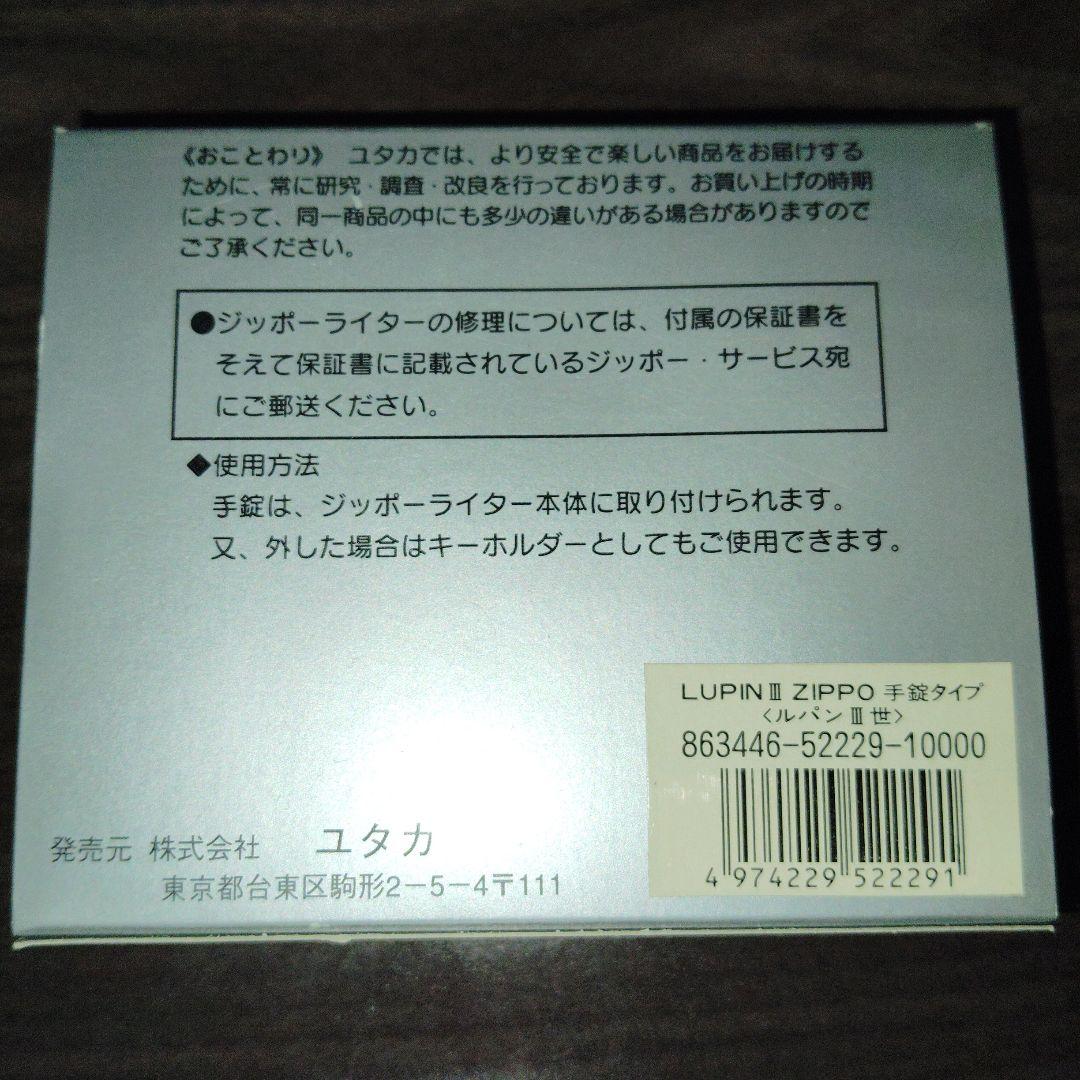 《おことわり》 ユタカでは、より安全で楽しい商品をお届けする
ために、常に研究・調査・改良を行っております。お買い上げの時期
によって、同一商品の中にも多少の違いがある場合がありますので
ご了承ください。
●ジッポーライターの修理については、付属の保証書を
そえて保証書に記載されているジッポー・サービス宛
にご郵送ください。
◆使用方法
手錠は、ジッポーライター本体に取り付けられます。
又、外した場合はキーホルダーとしてもご使用できます。
LUPINⅢ ZIPPO 手錠タイプ
〈ルパンⅢ世〉
863446-52229-10000
4 974229 522291
発売元 株式会社 ユタカ
東京都台東区駒形2-5-4〒111